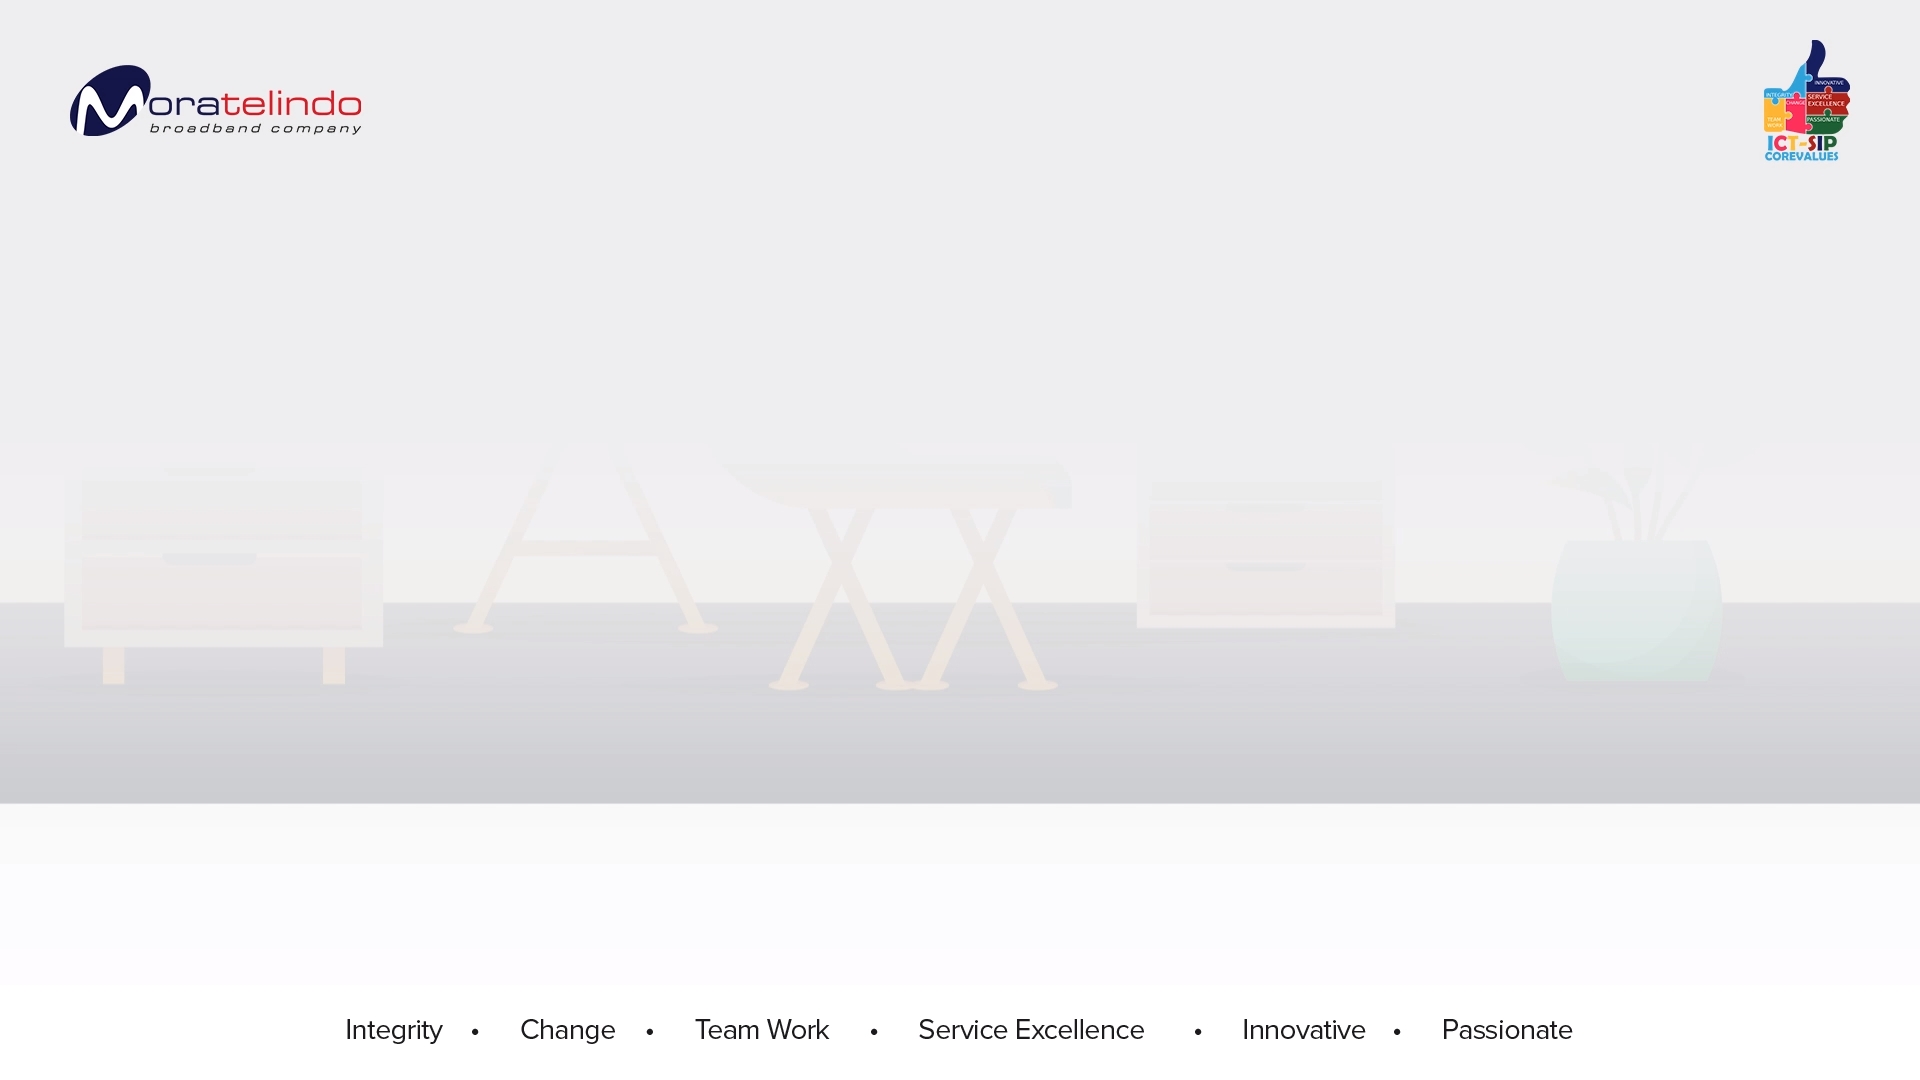 Moratelindo
broadband company
INNOVATIVE
INTEGRITY
CHANGE
SERVICE
EXCELLENCE
TEAM
WORK
PASSIONATE
ICT-SIP
COREVALUES
Integrity • Change • Team Work • Service Excellence • Innovative • Passionate